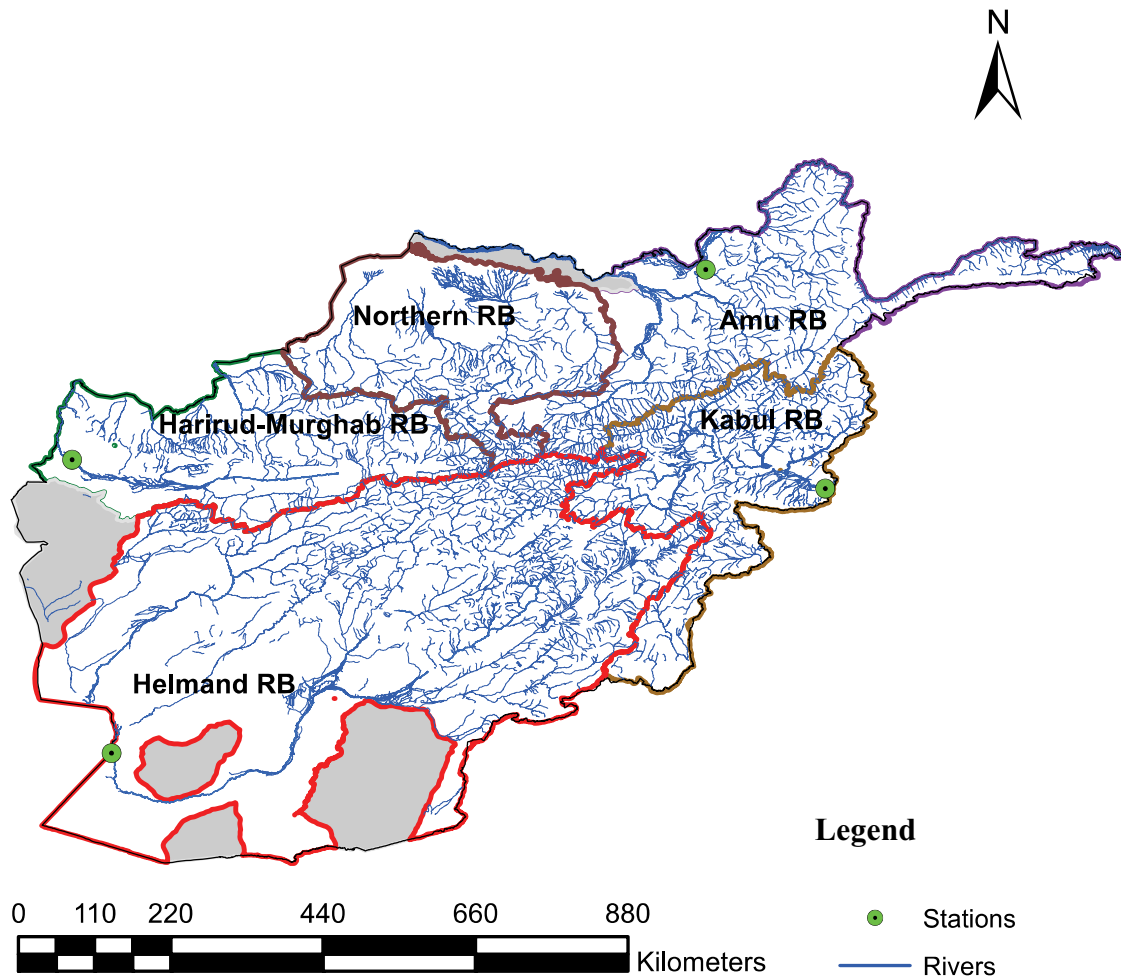 N
Northern RB
Amu RB
Harirud-Murghab RB
Kabul RB
Helmand RB
Legend
0 110 220 440 660 880
Kilometers
Stations
Rivers